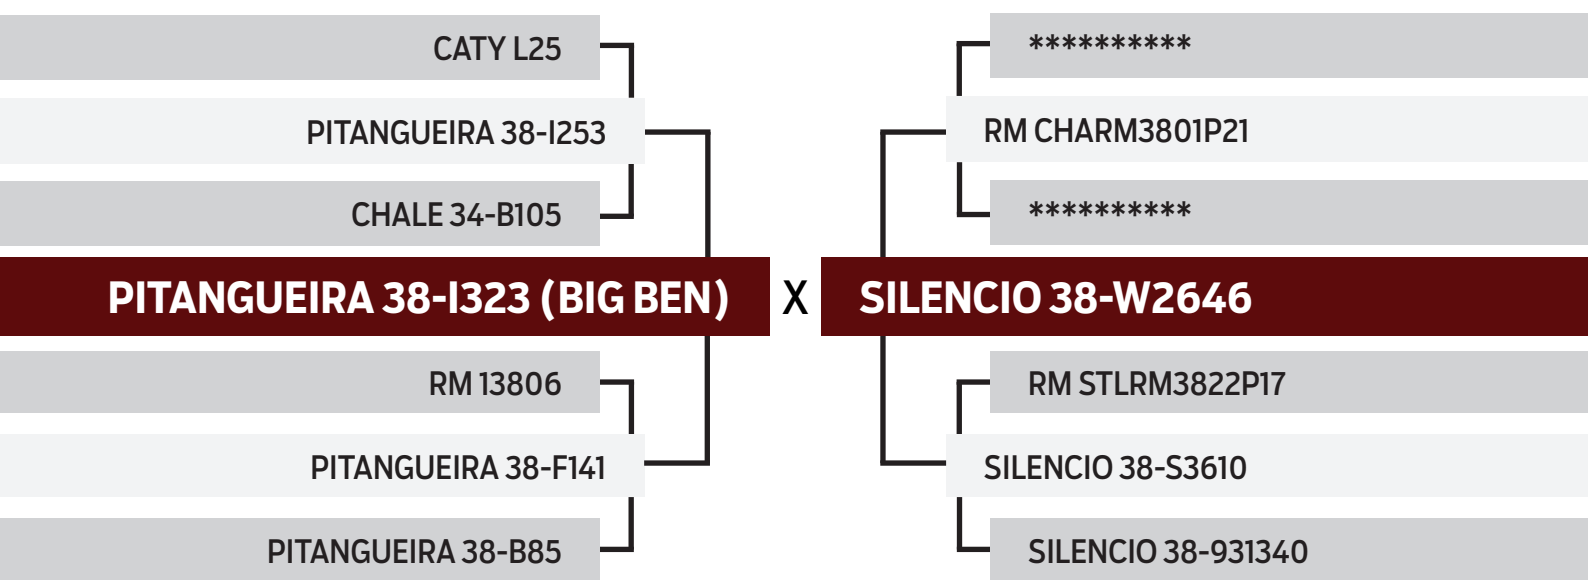 CATY L25
PITANGUEIRA 38-I253
CHALE 34-B105
PITANGUEIRA 38-I323 (BIG BEN)
RM 13806
PITANGUEIRA 38-F141
PITANGUEIRA 38-B85
X
**********
RM CHARM3801P21
**********
SILENCIO 38-W2646
RM STLRM3822P17
SILENCIO 38-S3610
SILENCIO 38-931340